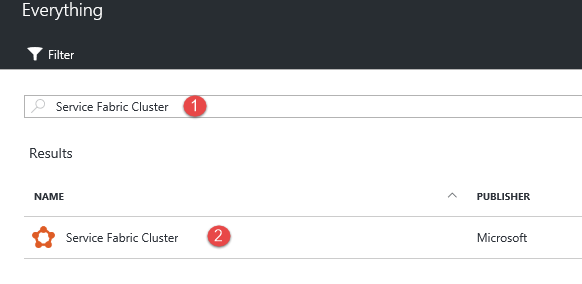 Everything
Filter
Service Fabric Cluster 1
Results
NAME PUBLISHER
Service Fabric Cluster 2 Microsoft